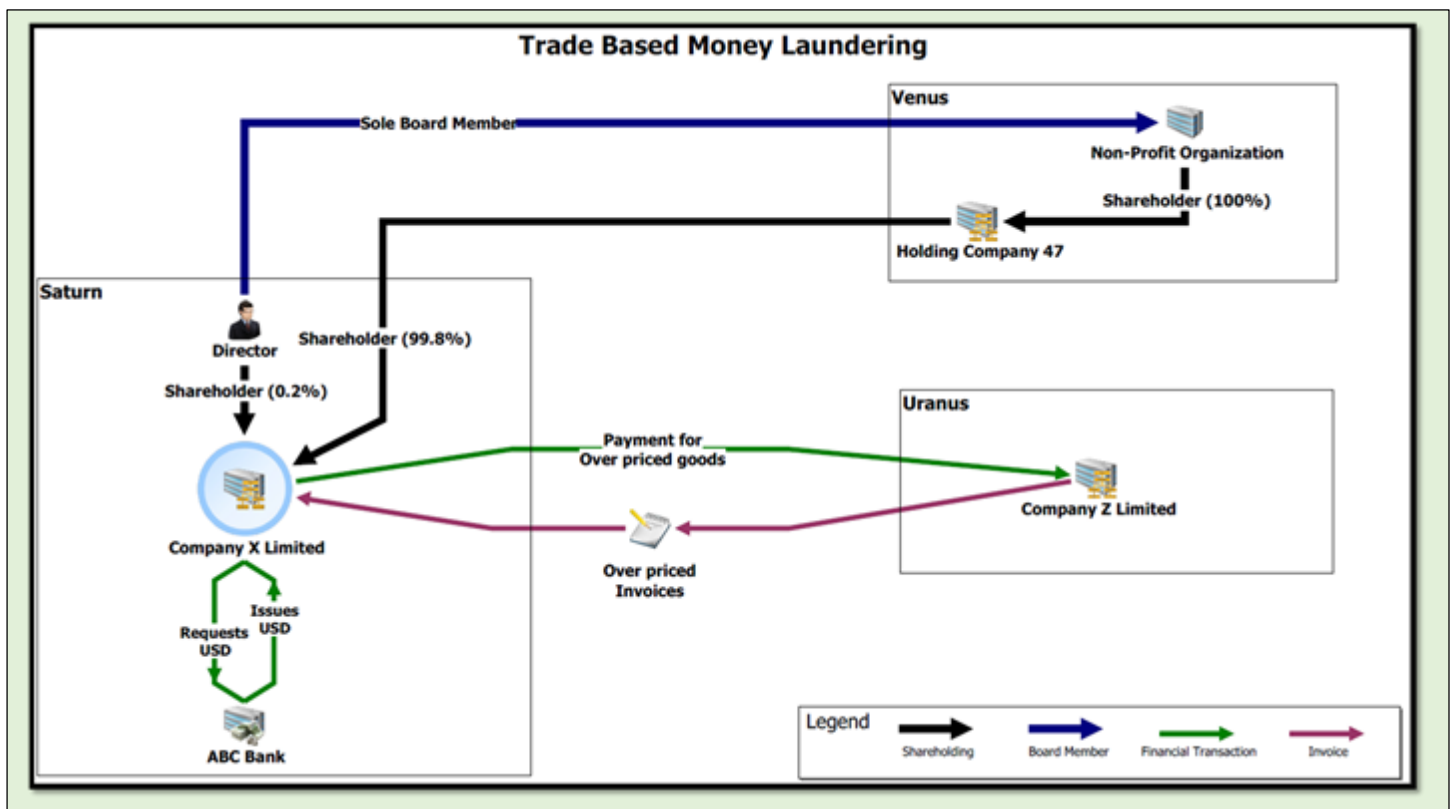 Trade Based Money Laundering
Venus
Sole Board Member
Non-Profit Organization
Shareholder (100%)
Holding Company 47
Saturn
Director
Shareholder (99.8%)
Shareholder (0.2%)
Uranus
Payment for
Over priced goods
Company Z Limited
Company X Limited
Over priced
Invoices
Issues
USD
Requests
USD
ABC Bank
Legend
Shareholding
Board Member
Financial Transaction
Invoice